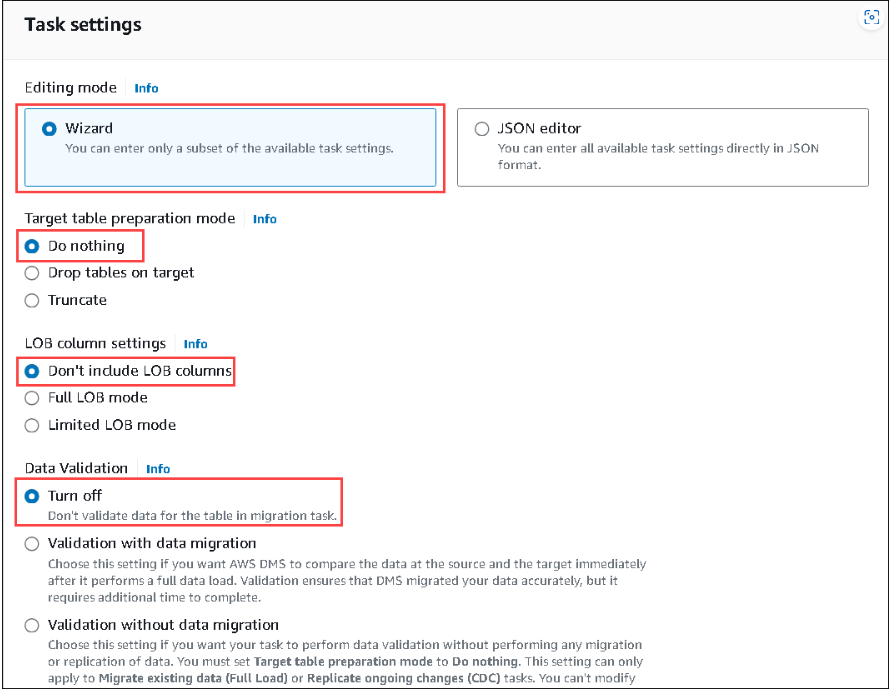 Task settings
Editing mode Info
Wizard
You can enter only a subset of the available task settings.
JSON editor
You can enter all available task settings directly in JSON
format.
Target table preparation mode Info
Do nothing
Drop tables on target
Truncate
LOB column settings Info
Don't include LOB columns
Full LOB mode
Limited LOB mode
Data Validation Info
Turn off
Don't validate data for the table in migration task.
Validation with data migration
Choose this setting if you want AWS DMS to compare the data at the source and the target immediately
after it performs a full data load. Validation ensures that DMS migrated your data accurately, but it
requires additional time to complete.
Validation without data migration
Choose this setting if you want your task to perform data validation without performing any migration
or replication of data. You must set Target table preparation mode to Do nothing. This setting can only
apply to Migrate existing data (Full Load) or Replicate ongoing changes (CDC) tasks. You can't modify